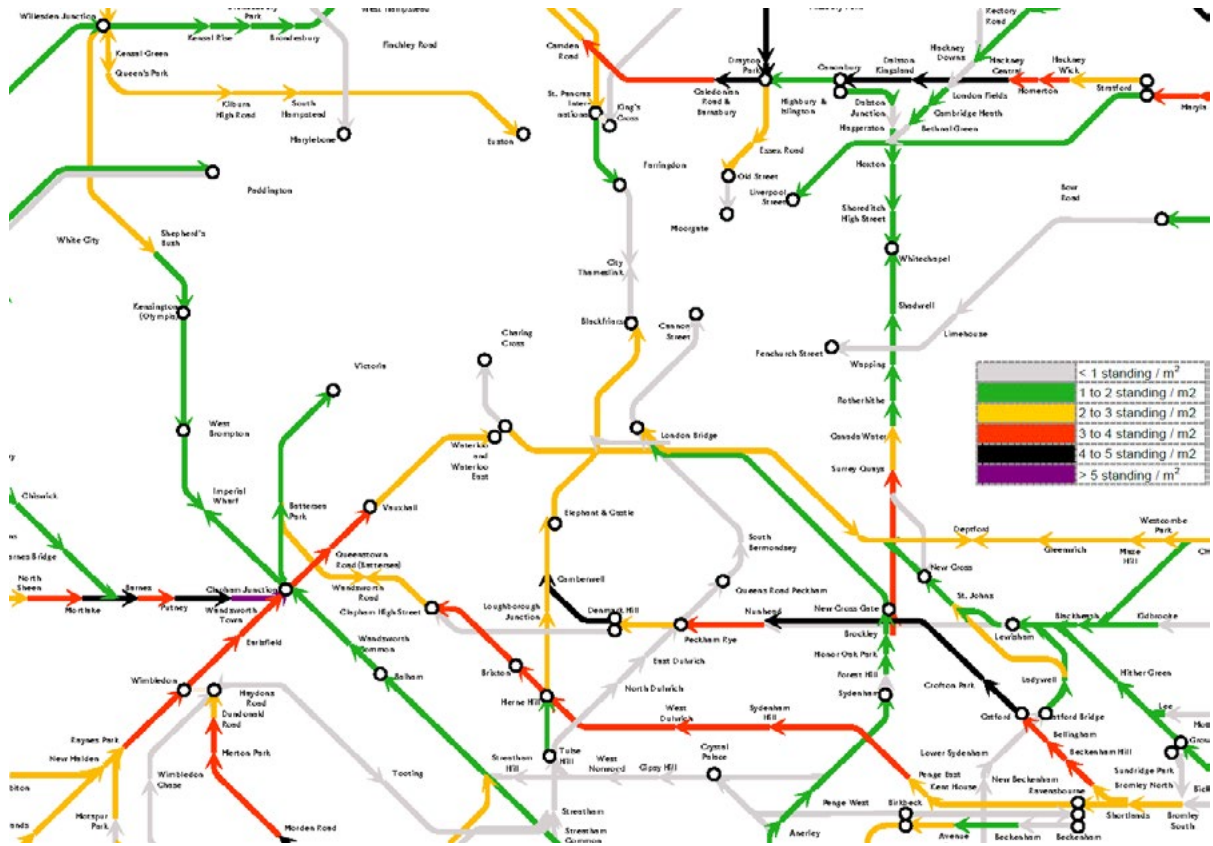 Willesden Junction
Park
West Hampstead
Kensal Green
Kensal Rise
Brondesbury
Finchley Road
Queen's Park
Kilburn
High Road
South
Hampstead
Marylebone
Euston
Paddington
White City
Shepherd's
Bush
Kensington
(Olympia)
West
Brompton
Imperial
Wharf
Victoria
Battersea
Park
Camden
Road
St. Pancras
Inter-
national
King's
Cross
Drayton
Park
Caledonian
Road &
Barnsbury
Highbury &
Islington
Canonbury
Dalston
Kingsland
Hackney
Downs
Rectory
Road
Hackney
Central
Hackney
Wick
Homerton
Stratford
Maryla
London Fields
Cambridge Heath
Bethnal Green
Dalston
Junction
Haggerston
Hoxton
Essex Road
Old Street
Moorgate
Liverpool
Street
Farringdon
City
Thameslink
Blackfriars
Cannon
Street
Charing
Cross
Shoreditch
High Street
Whitechapel
Shadwell
Wapping
Rotherhithe
Canada Water
Surrey Quays
Bow
Road
Limehouse
Fenchurch Street
< 1 standing / m²
1 to 2 standing / m2
2 to 3 standing / m2
3 to 4 standing / m2
4 to 5 standing / m2
> 5 standing / m²
Waterloo
and
Waterloo
East
London Bridge
Vauxhall
Elephant & Castle
Queenstown
Road (Battersea)
Wandsworth
Road
Clapham High Street
Loughborough
Junction
Camberwell
Denmark Hill
Peckham Rye
South
Bermondsey
Queens Road Peckham
Nunhead
New Cross Gate
New Cross
Deptford
Greenwich
Maze
Hill
Westcombe
Park
St. Johns
Lewisham
Blackheath
Kidbrooke
Brockley
Honor Oak Park
Forest Hill
Sydenham
Crofton Park
Ladywell
Hither Green
Lee
Catford
Catford Bridge
Bellingham
Beckenham Hill
Lower Sydenham
New Beckenham
Ravensbourne
Sundridge Park
Bromley North
Shortlands
Bromley
South
Chiswick
Barnes Bridge
North
Sheen
Mortlake
Barnes
Putney
Wandsworth
Town
Clapham Junction
Earlsfield
Wandsworth
Common
Balham
Wimbledon
Haydons
Road
Dundonald
Road
Merton Park
Morden Road
Raynes Park
New Malden
Motspur
Park
Wimbledon
Chase
Tooting
Brixton
Herne Hill
Tulse
Hill
Streatham
Hill
Streatham
Streatham
Common
West
Norwood
Gipsy Hill
Crystal
Palace
North Dulwich
East Dulwich
West
Dulwich
Sydenham
Hill
Penge East
Kent House
Penge West
Anerley
Birkbeck
Avenue
Beckenham
Beckenham